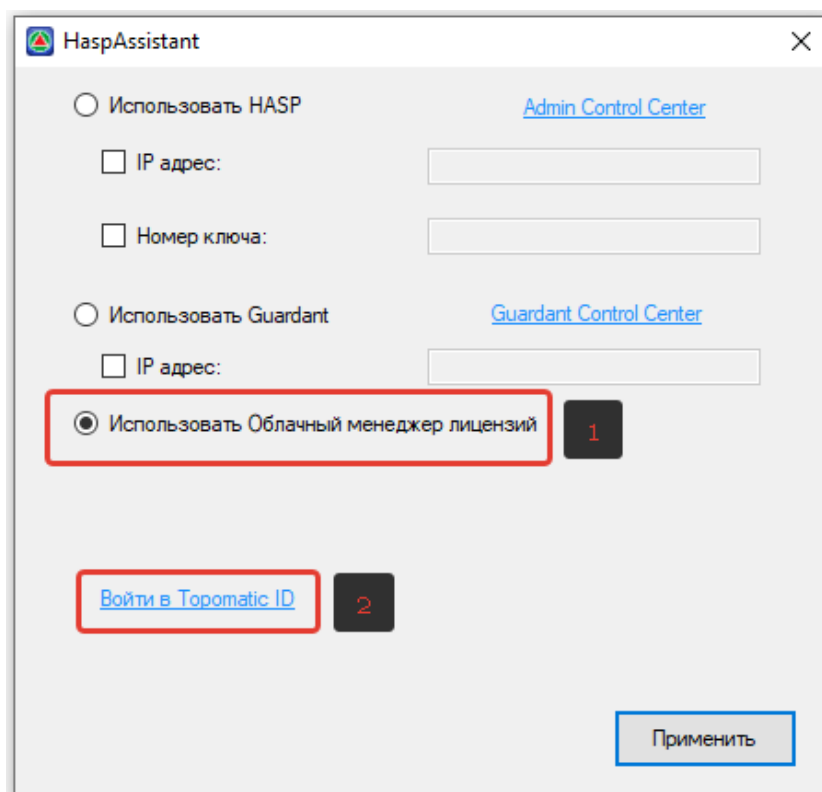 HaspAssistant
Использовать HASP Admin Control Center
IP адрес:
Номер ключа:
Использовать Guardant Guardant Control Center
IP адрес:
Использовать Облачный менеджер лицензий 1
Войти в Topomatic ID 2
Применить